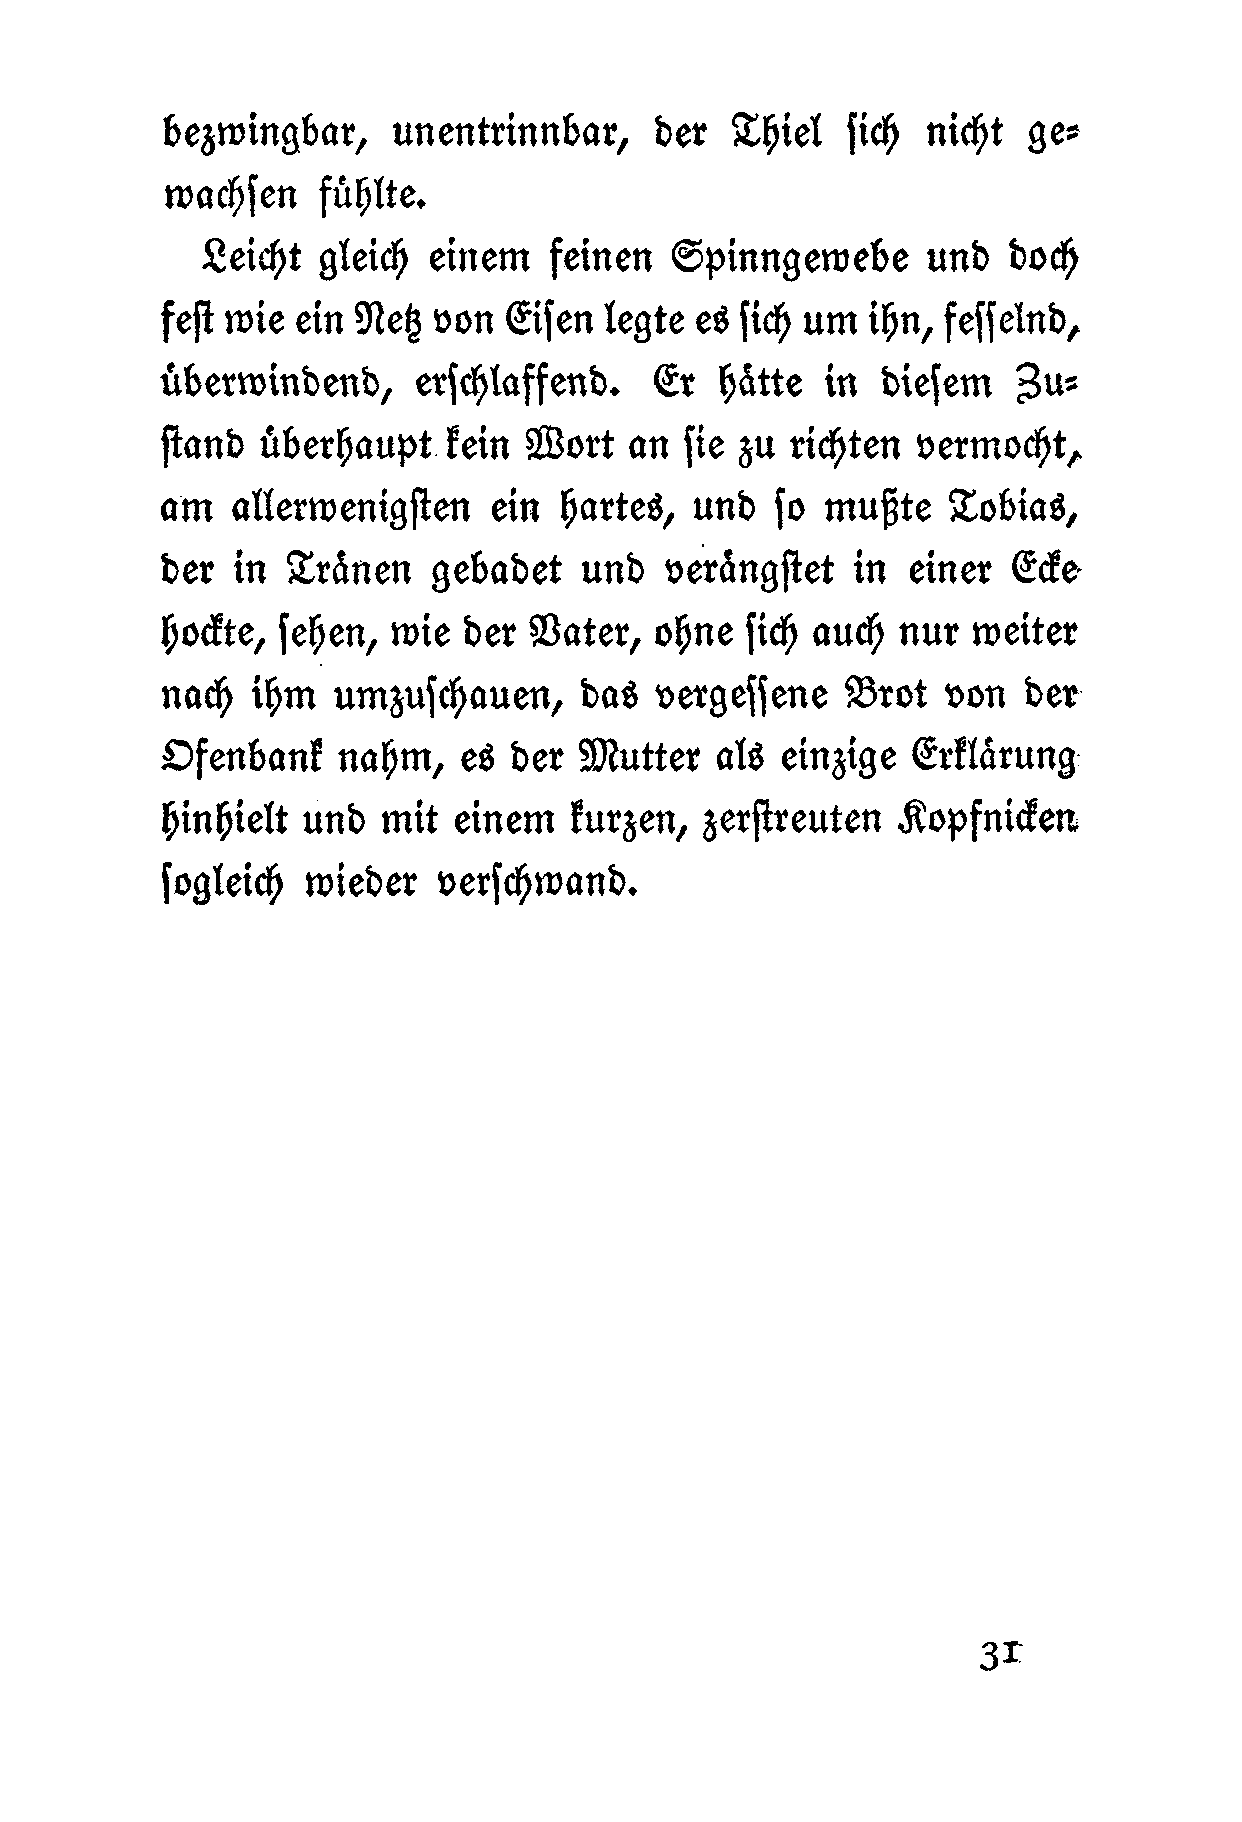 bezwingbar, unentrinnbar, der Thiel ſich nicht ge⸗
wachſen fühlte.
Leicht gleich einem feinen Spinngewebe und doch
feſt wie ein Netz von Eiſen legte es ſich um ihn, feſſelnd,
überwindend, erſchlaffend. Er hätte in dieſem Zu⸗
ſtand überhaupt kein Wort an ſie zu richten vermocht,
am allerwenigſten ein hartes, und ſo mußte Tobias,
der in Tränen gebadet und verängſtet in einer Ecke
hockte, ſehen, wie der Vater, ohne ſich auch nur weiter
nach ihm umzuſchauen, das vergeſſene Brot von der
Ofenbank nahm, es der Mutter als einzige Erklärung
hinhielt und mit einem kurzen, zerſtreuten Kopfnicken
ſogleich wieder verſchwand.
31